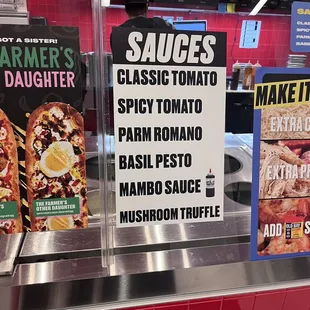 GOT A SISTER!
FARMER'S
DAUGHTER
THE FARMER'S
OTHER DAUGHTER
SAUCES
CLASSIC TOMATO
SPICY TOMATO
PARM ROMANO
BASIL PESTO
MAMBO SAUCE
MUSHROOM TRUFFLE
MAKE IT
EXTRA
EXTRA
ADD